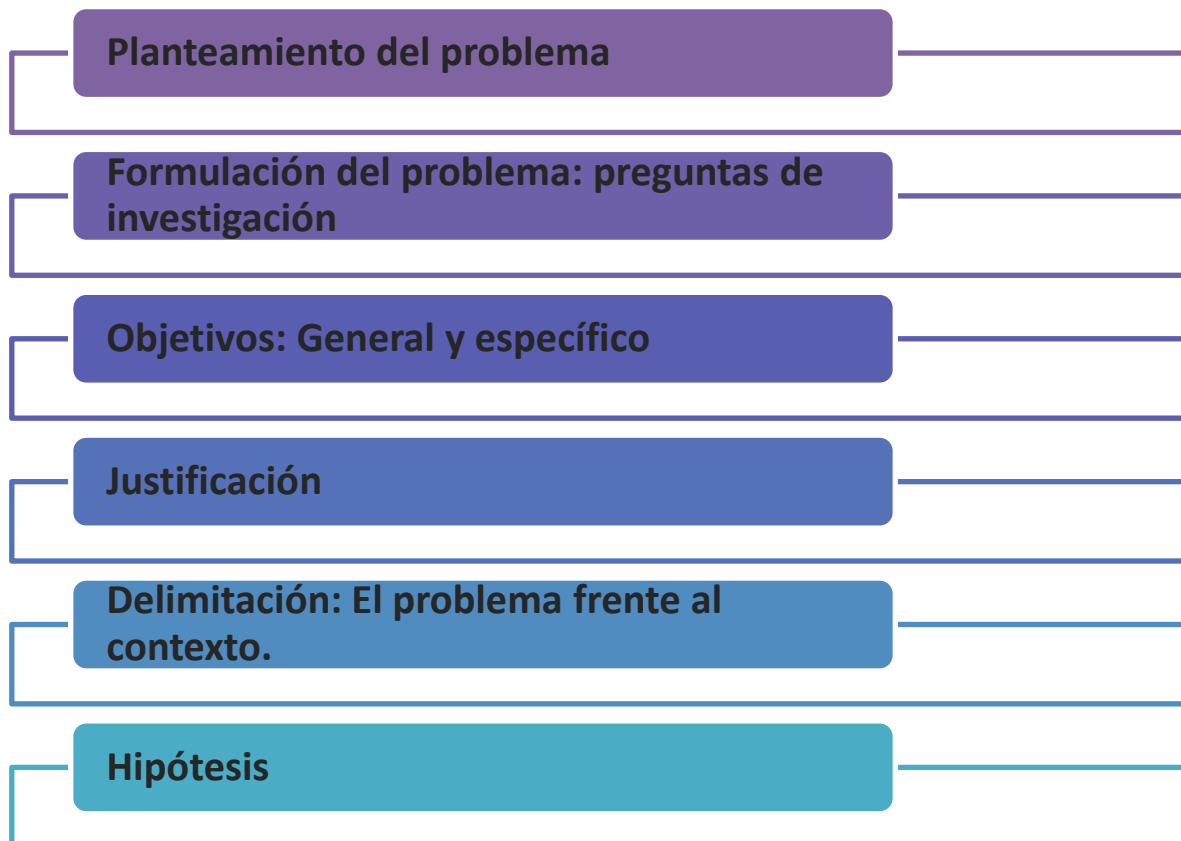 Planteamiento del problema
Formulación del problema: preguntas de
investigación
Objetivos: General y específico
Justificación
Delimitación: El problema frente al
contexto.
Hipótesis